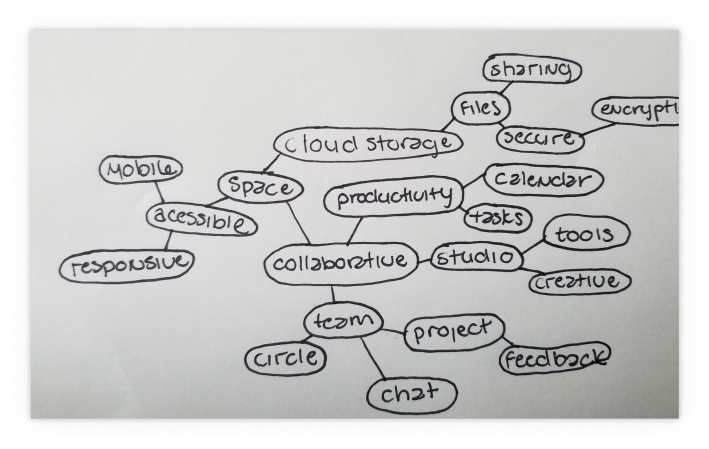 sharing
files
encrypti
secure
cloud storage
mobile
space
calendar
productivity
acessible
tasks
tools
responsive
collaborative
studio
creative
team
project
circle
feedback
chat